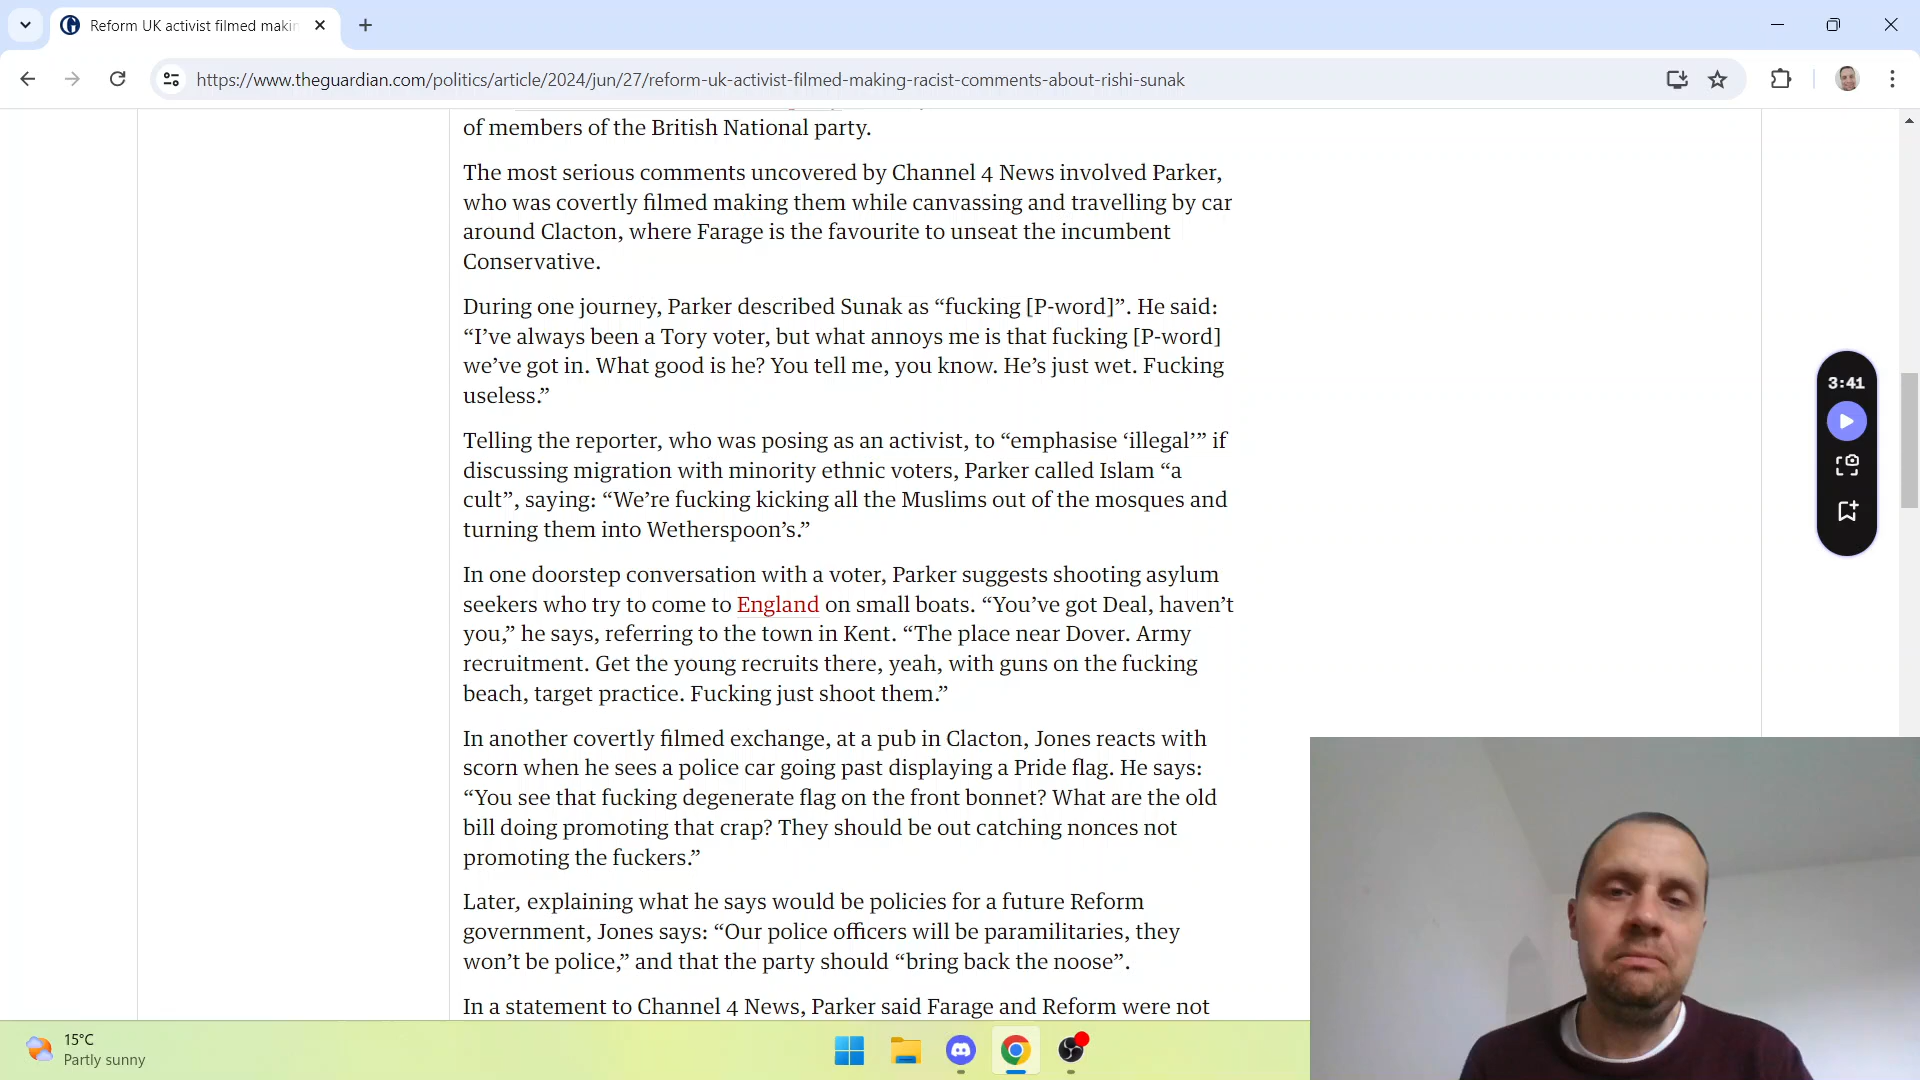 Reform UK activist filmed makin
https://www.theguardian.com/politics/article/2024/jun/27/reform-uk-activist-filmed-making-racist-comments-about-rishi-sunak
of members of the British National party.
The most serious comments uncovered by Channel 4 News involved Parker,
who was covertly filmed making them while canvassing and travelling by car
around Clacton, where Farage is the favourite to unseat the incumbent
Conservative.
During one journey, Parker described Sunak as “fucking [P-word]”. He said:
“I’ve always been a Tory voter, but what annoys me is that fucking [P-word]
we’ve got in. What good is he? You tell me, you know. He’s just wet. Fucking
useless.”
Telling the reporter, who was posing as an activist, to “emphasise ‘illegal’” if
discussing migration with minority ethnic voters, Parker called Islam “a
cult”, saying: “We’re fucking kicking all the Muslims out of the mosques and
turning them into Wetherspoon’s.”
In one doorstep conversation with a voter, Parker suggests shooting asylum
seekers who try to come to England on small boats. “You’ve got Deal, haven’t
you,” he says, referring to the town in Kent. “The place near Dover. Army
recruitment. Get the young recruits there, yeah, with guns on the fucking
beach, target practice. Fucking just shoot them.”
In another covertly filmed exchange, at a pub in Clacton, Jones reacts with
scorn when he sees a police car going past displaying a Pride flag. He says:
“You see that fucking degenerate flag on the front bonnet? What are the old
bill doing promoting that crap? They should be out catching nonces not
promoting the fuckers.”
Later, explaining what he says would be policies for a future Reform
government, Jones says: “Our police officers will be paramilitaries, they
won’t be police,” and that the party should “bring back the noose”.
In a statement to Channel 4 News, Parker said Farage and Reform were not
3:41
15°C
Partly sunny